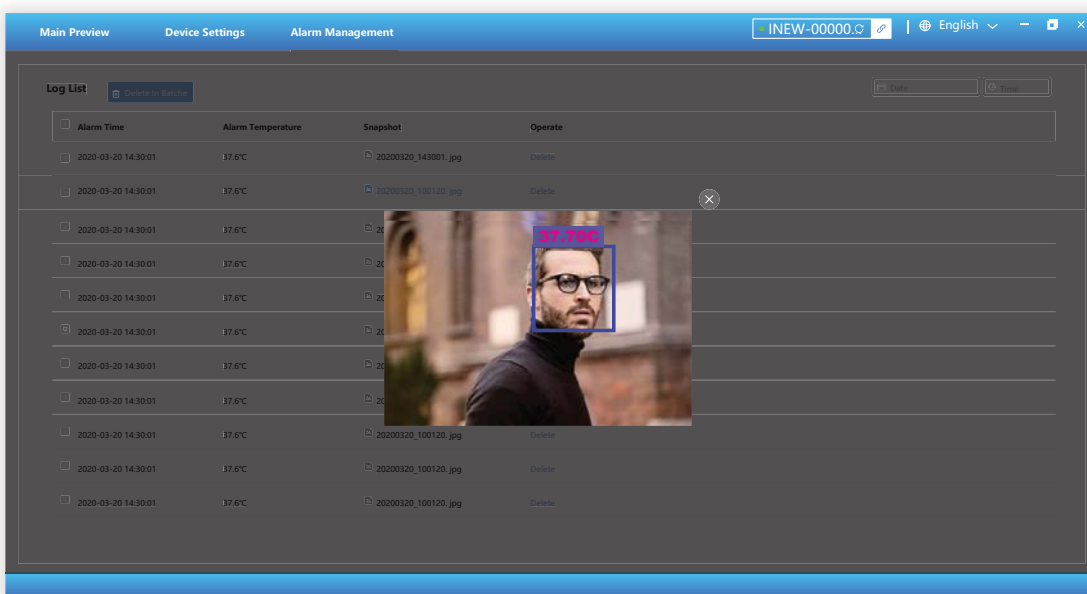 Main Preview Device Settings Alarm Management INEW-00000. English
Log List Delete In Batche Date Time
Alarm Time Alarm Temperature Snapshot Operate
2020-03-20 14:30:01 37.6℃ 20200320_143001. jpg Delete
2020-03-20 14:30:01 37.6℃ 20200320_100120. jpg Delete
2020-03-20 14:30:01 37.6℃ 20
37.70C
2020-03-20 14:30:01 37.6℃ 20
2020-03-20 14:30:01 37.6℃ 20
2020-03-20 14:30:01 37.6℃ 20
2020-03-20 14:30:01 37.6℃ 20
2020-03-20 14:30:01 37.6℃ 20
2020-03-20 14:30:01 37.6℃ 20200320_100120. jpg Delete
2020-03-20 14:30:01 37.6℃ 20200320_100120. jpg Delete
2020-03-20 14:30:01 37.6℃ 20200320_100120. jpg Delete